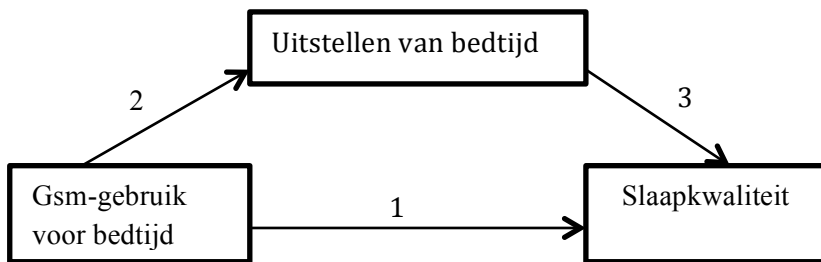 Uitstellen van bedtijd
2
3
Gsm-gebruik
voor bedtijd
1
Slaapkwaliteit